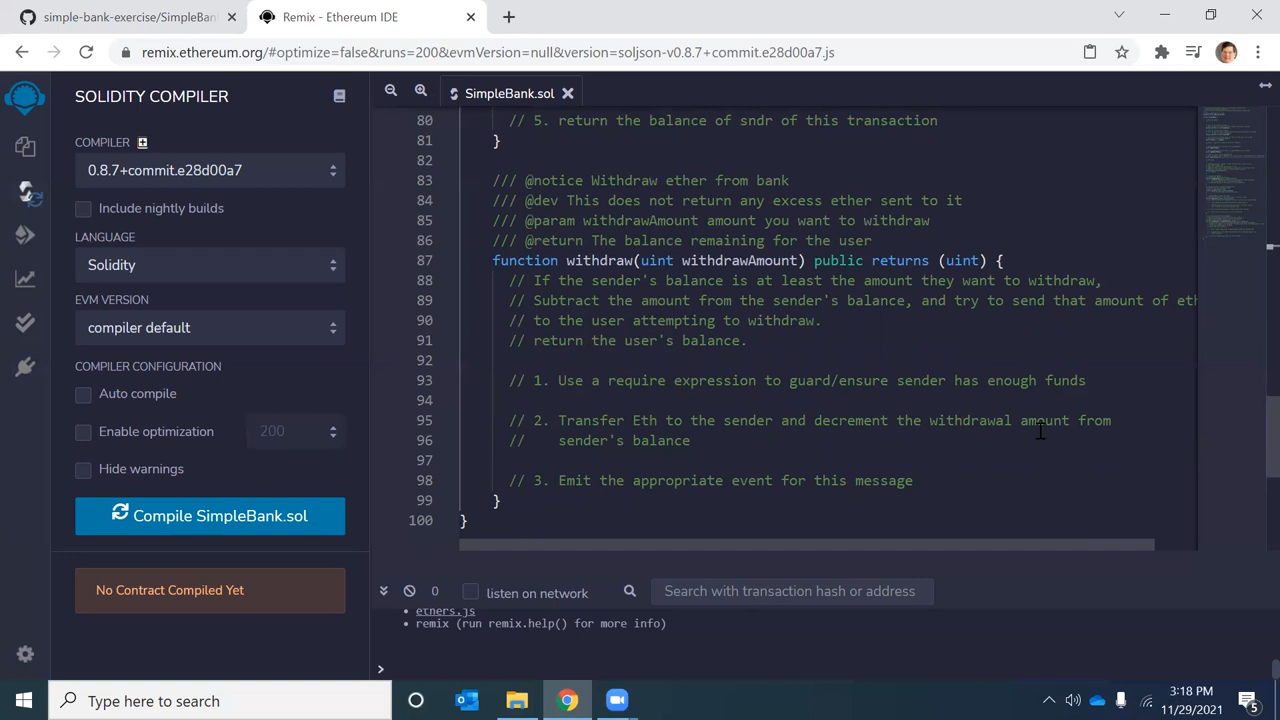 simple-bank-exercise/SimpleBan
Remix - Ethereum IDE
remix.ethereum.org/#optimize=false&runs=200&evmVersion=null&version=soljson-v0.8.7+commit.e28d00a7.js
SOLIDITY COMPILER
COMPILER
0.8.7+commit.e28d00a7
Include nightly builds
LANGUAGE
Solidity
EVM VERSION
compiler default
COMPILER CONFIGURATION
Auto compile
Enable optimization
200
Hide warnings
Compile SimpleBank.sol
No Contract Compiled Yet
SimpleBank.sol
80 // 5. return the balance of sndr of this transaction
81 }
82
83 /// @notice Withdraw ether from bank
84 /// @dev This does not return any excess ether sent to it
85 /// @param withdrawAmount amount you want to withdraw
86 /// @return The balance remaining for the user
87 function withdraw(uint withdrawAmount) public returns (uint) {
88 // If the sender's balance is at least the amount they want to withdraw,
89 // Subtract the amount from the sender's balance, and try to send that amount of eth
90 // to the user attempting to withdraw.
91 // return the user's balance.
92
93 // 1. Use a require expression to guard/ensure sender has enough funds
94
95 // 2. Transfer Eth to the sender and decrement the withdrawal amount from
96 // sender's balance
97
98 // 3. Emit the appropriate event for this message
99 }
100 }
0
listen on network
Search with transaction hash or address
• ethers.js
• remix (run remix.help() for more info)
>
Type here to search
3:18 PM
11/29/2021
5